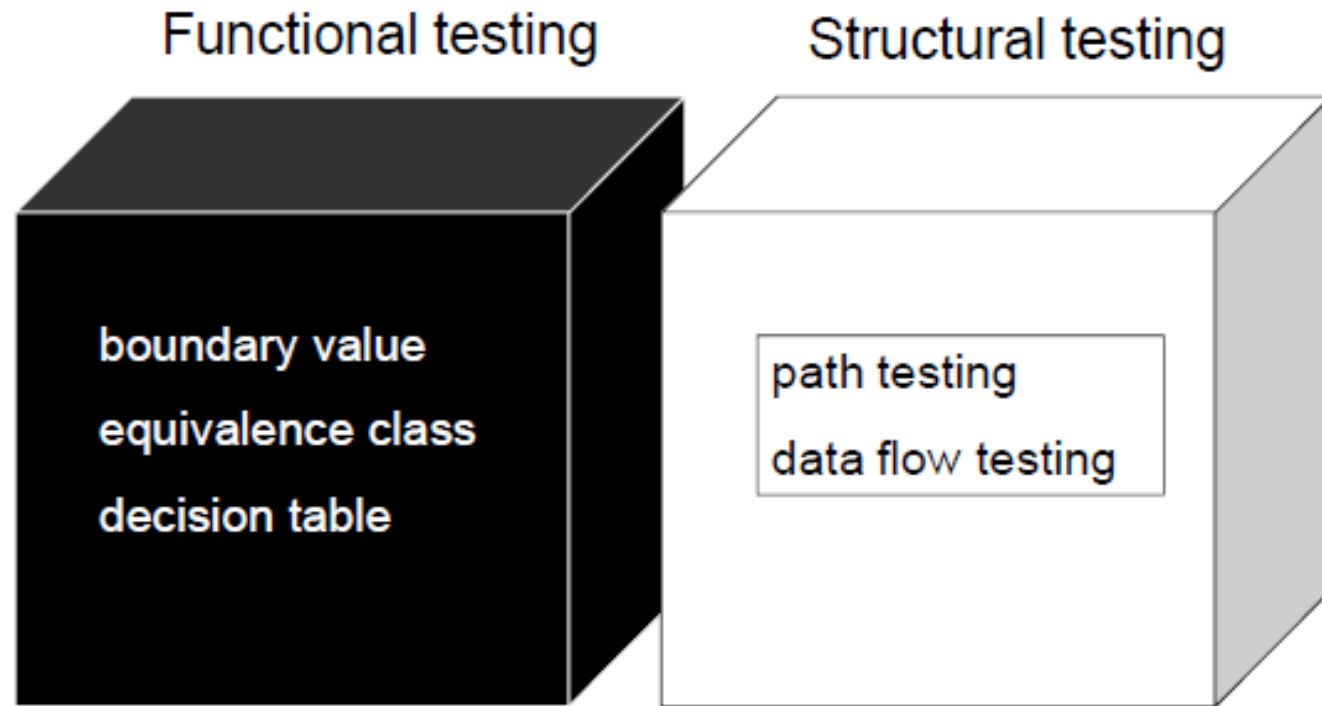 Functional testing
Structural testing
boundary value
equivalence class
decision table
path testing
data flow testing